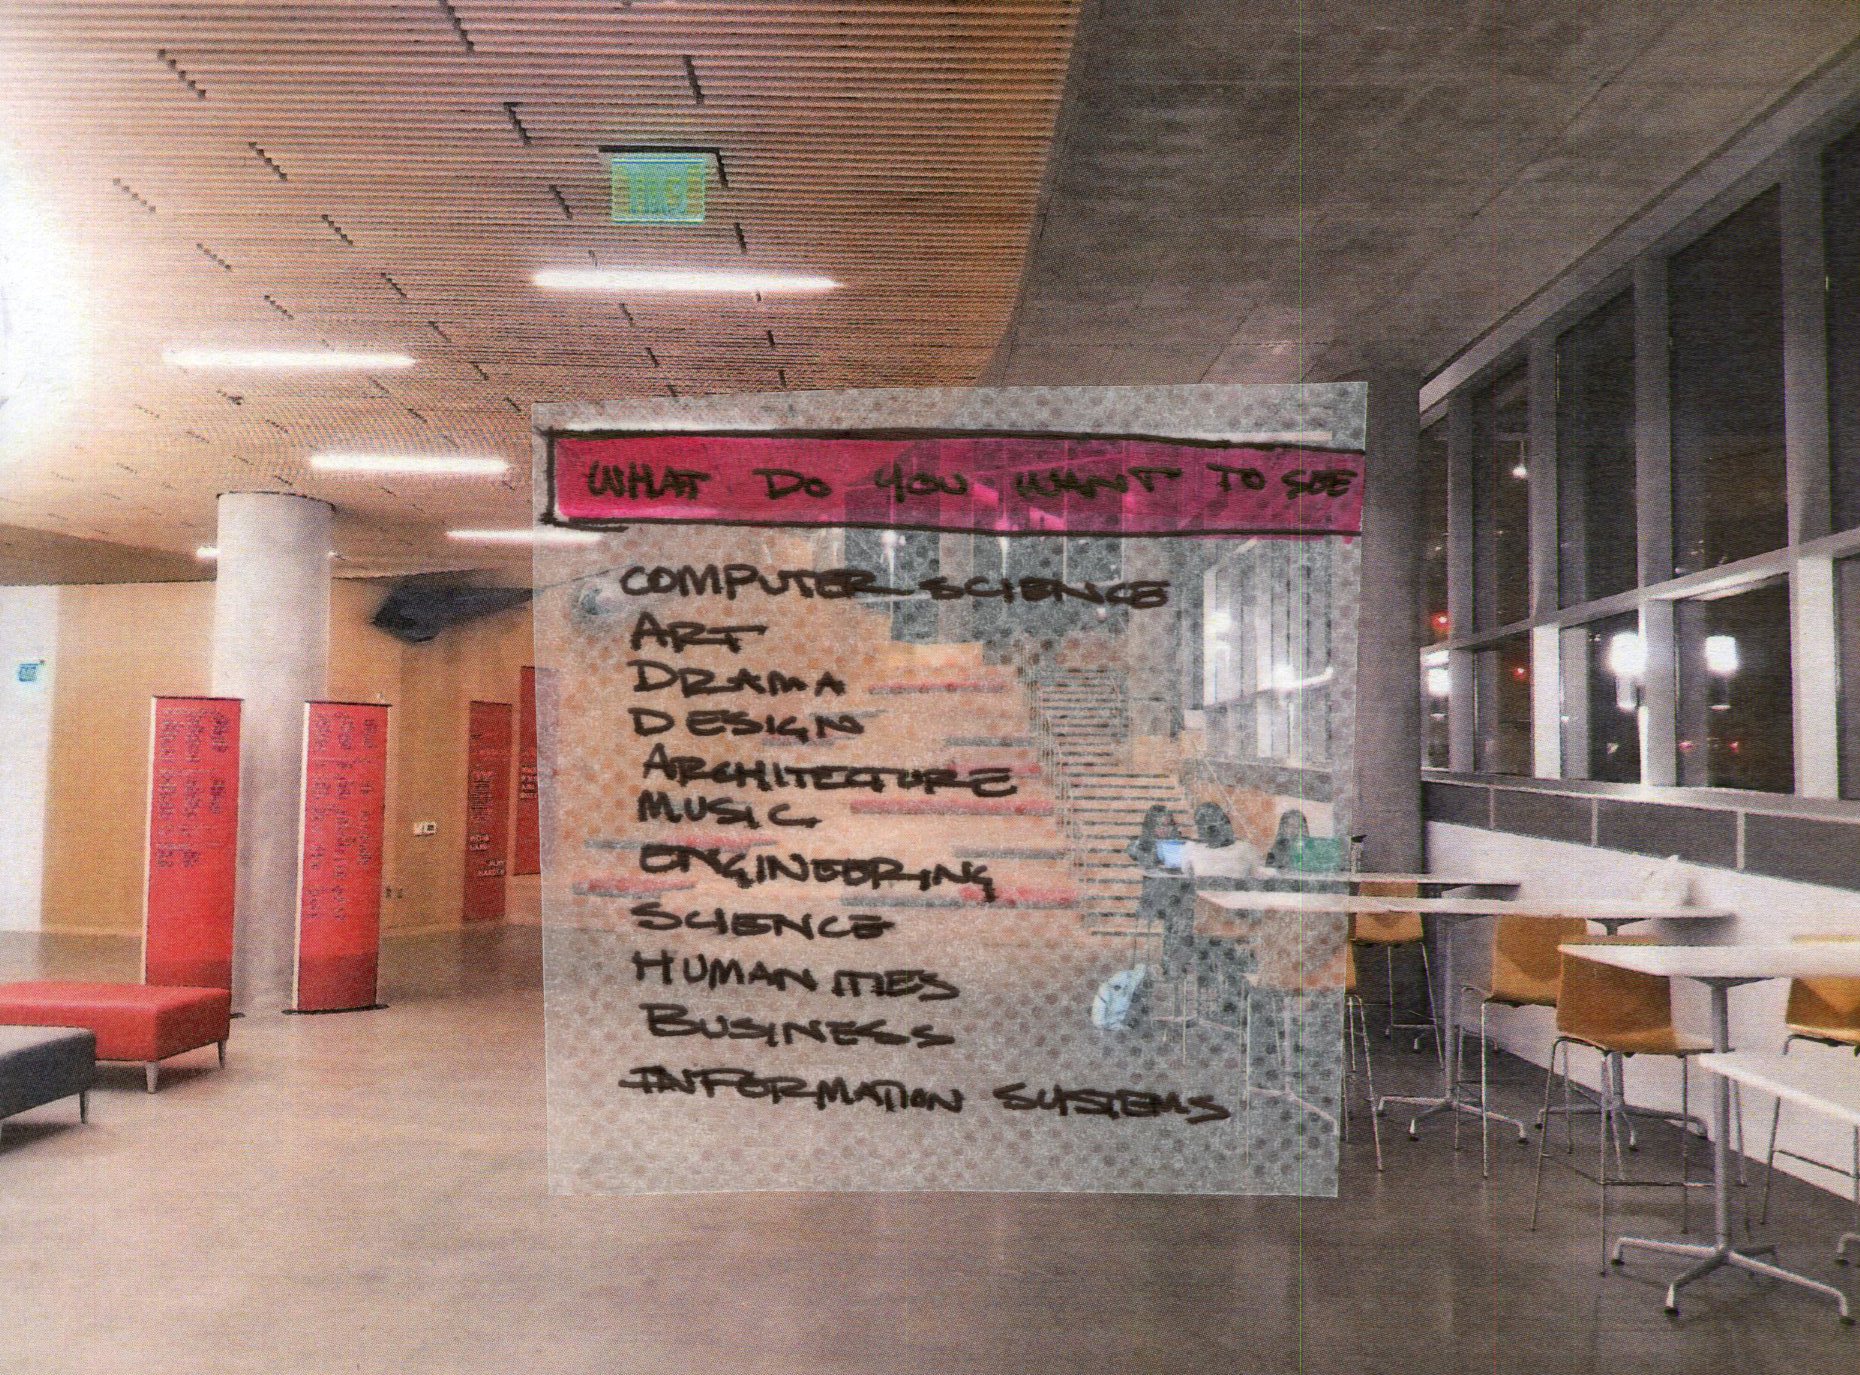 WHAT DO YOU WANT TO SEE
COMPUTER SCIENCE
ART
DRAMA
DESIGN
ARCHITECTURE
MUSIC
ENGINEERING
SCIENCE
HUMANITIES
BUSINESS
INFORMATION SYSTEMS